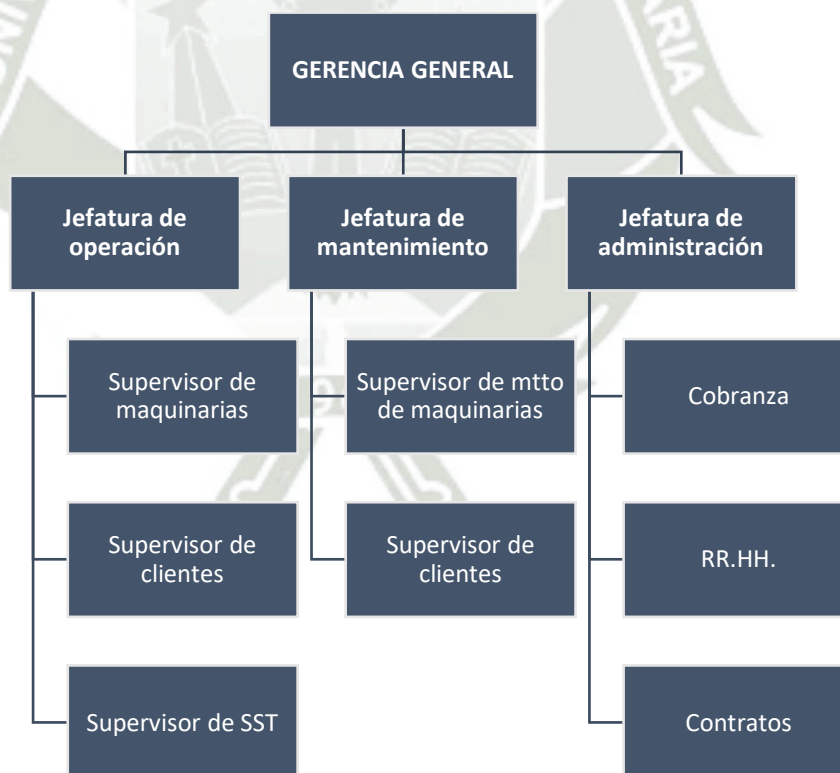 GERENCIA GENERAL
Jefatura de
operación
Jefatura de
mantenimiento
Jefatura de
administración
Supervisor de
maquinarias
Supervisor de mtto
de maquinarias
Cobranza
Supervisor de
clientes
Supervisor de
clientes
RR.HH.
Supervisor de SST
Contratos